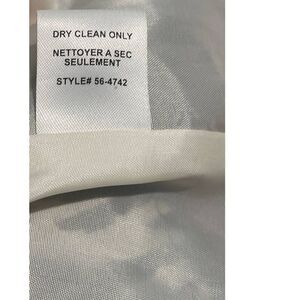 DRY CLEAN ONLY
NETTOYER A SEC
SEULEMENT
STYLE# 56-4742